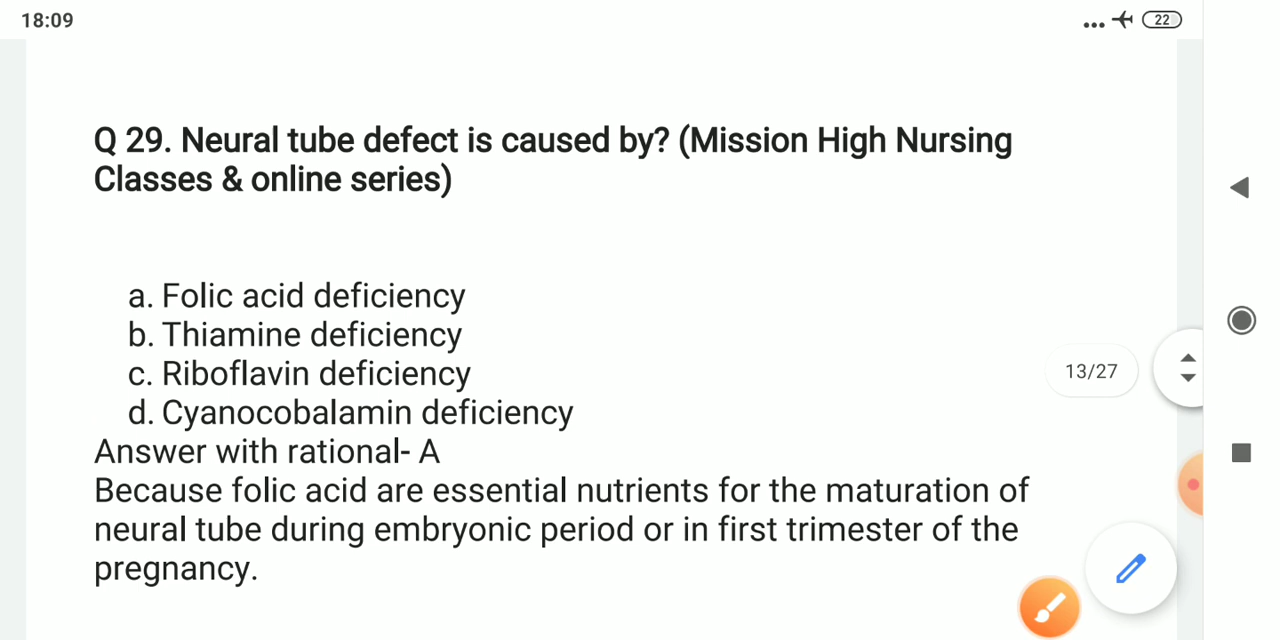 18:09
22
Q 29. Neural tube defect is caused by? (Mission High Nursing
Classes & online series)
a. Folic acid deficiency
b. Thiamine deficiency
c. Riboflavin deficiency
d. Cyanocobalamin deficiency
13/27
Answer with rational- A
Because folic acid are essential nutrients for the maturation of
neural tube during embryonic period or in first trimester of the
pregnancy.